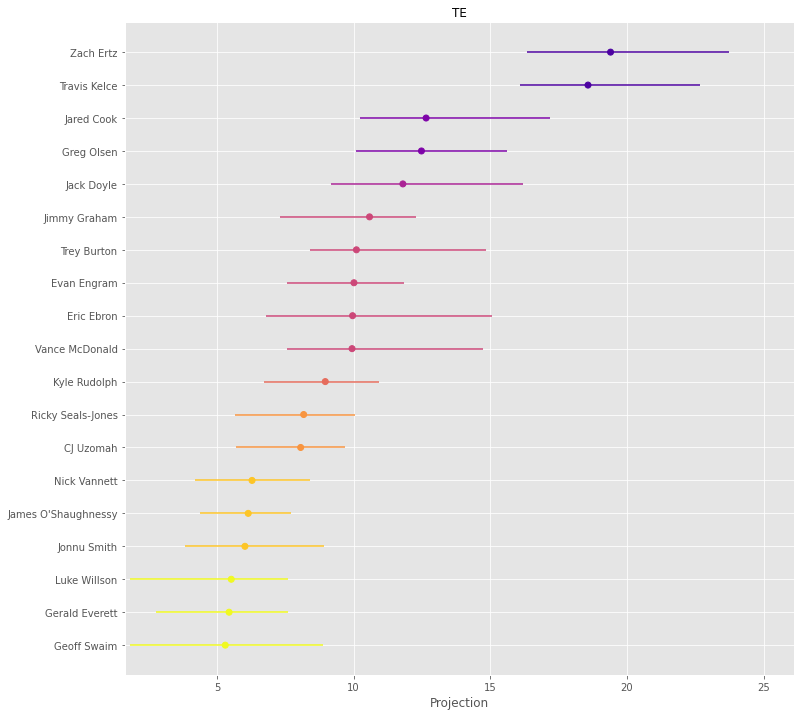 TE
Zach Ertz
Travis Kelce
Jared Cook
Greg Olsen
Jack Doyle
Jimmy Graham
Trey Burton
Evan Engram
Eric Ebron
Vance McDonald
Kyle Rudolph
Ricky Seals-Jones
CJ Uzomah
Nick Vannett
James O'Shaughnessy
Jonnu Smith
Luke Willson
Gerald Everett
Geoff Swaim
5 10 15 20 25
Projection